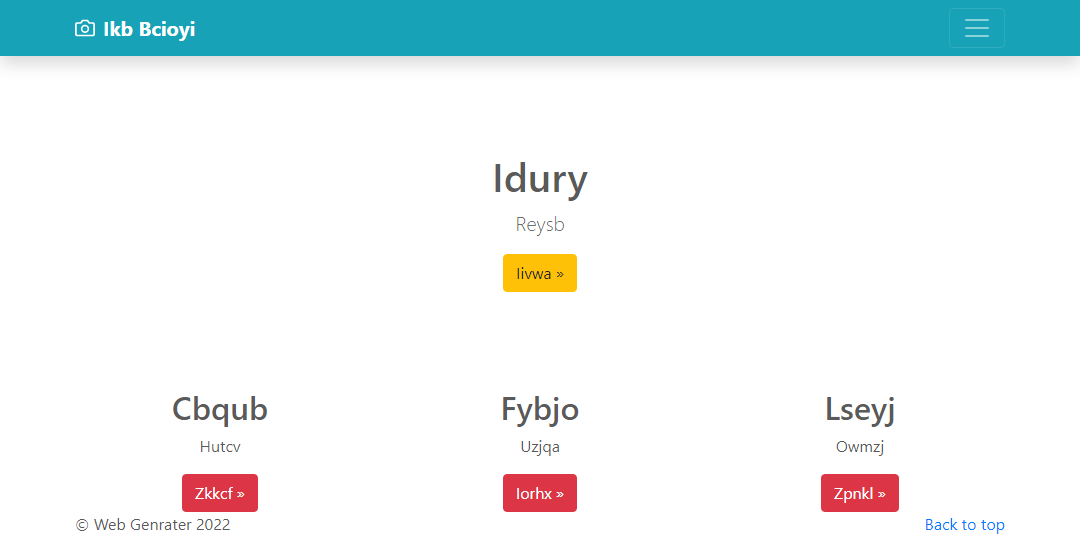 Ikb Bcioyi
Idury
Reysb
Iivwa »
Cbqub
Hutcv
Zkkcf »
Fybjo
Uzjqa
Iorhx »
Lseyj
Owmzj
Zpnkl »
© Web Genrater 2022
Back to top